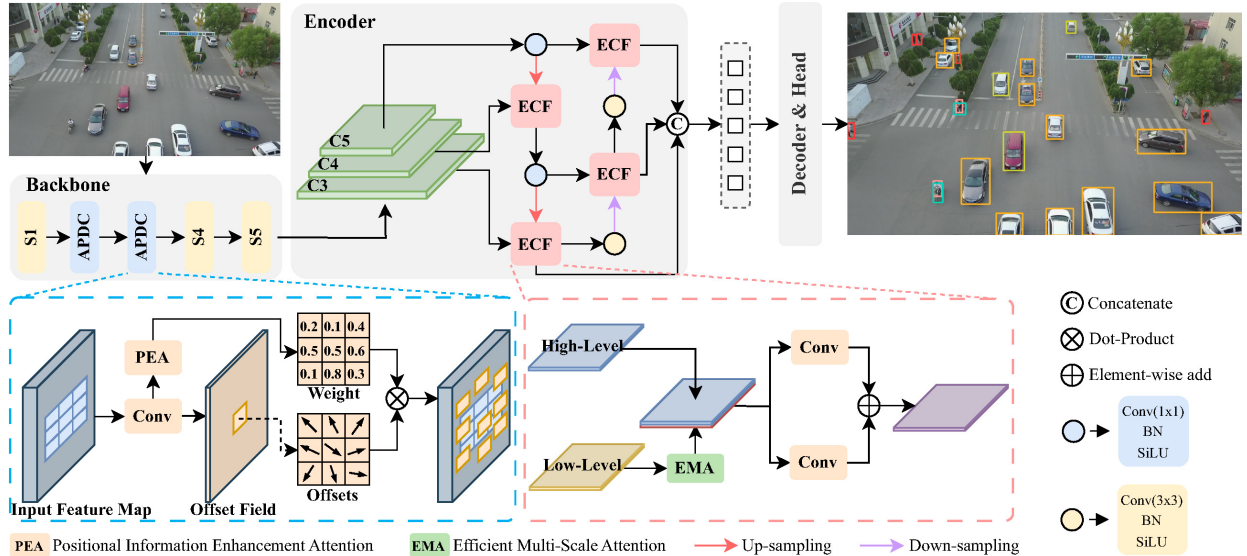 Encoder
ECF
ECF
C5
C4
C3
ECF
ECF
C
Decoder & Head
Backbone
S1
APDC
APDC
S4
S5
PEA
Conv
0.2 0.1 0.4
0.5 0.5 0.6
0.1 0.8 0.3
Weight
Offsets
Input Feature Map
Offset Field
High-Level
Low-Level
EMA
Conv
Conv
C Concatenate
Dot-Product
Element-wise add
Conv(1x1)
BN
SiLU
Conv(3x3)
BN
SiLU
PEA Positional Information Enhancement Attention
EMA Efficient Multi-Scale Attention
Up-sampling
Down-sampling